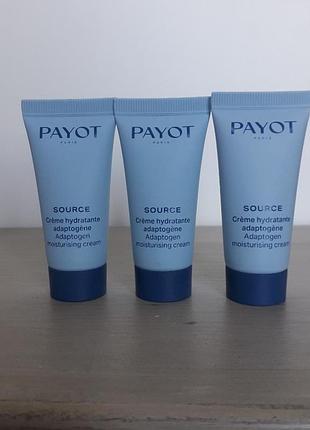 PAYOT
PARIS
SOURCE
Crème hydratante
adaptogène
Adaptogen
moisturising cream
PAYOT
PARIS
SOURCE
Crème hydratante
adaptogène
Adaptogen
moisturising cream
PAYOT
PARIS
SOURCE
Crème hydratante
adaptogène
Adaptogen
moisturising cream